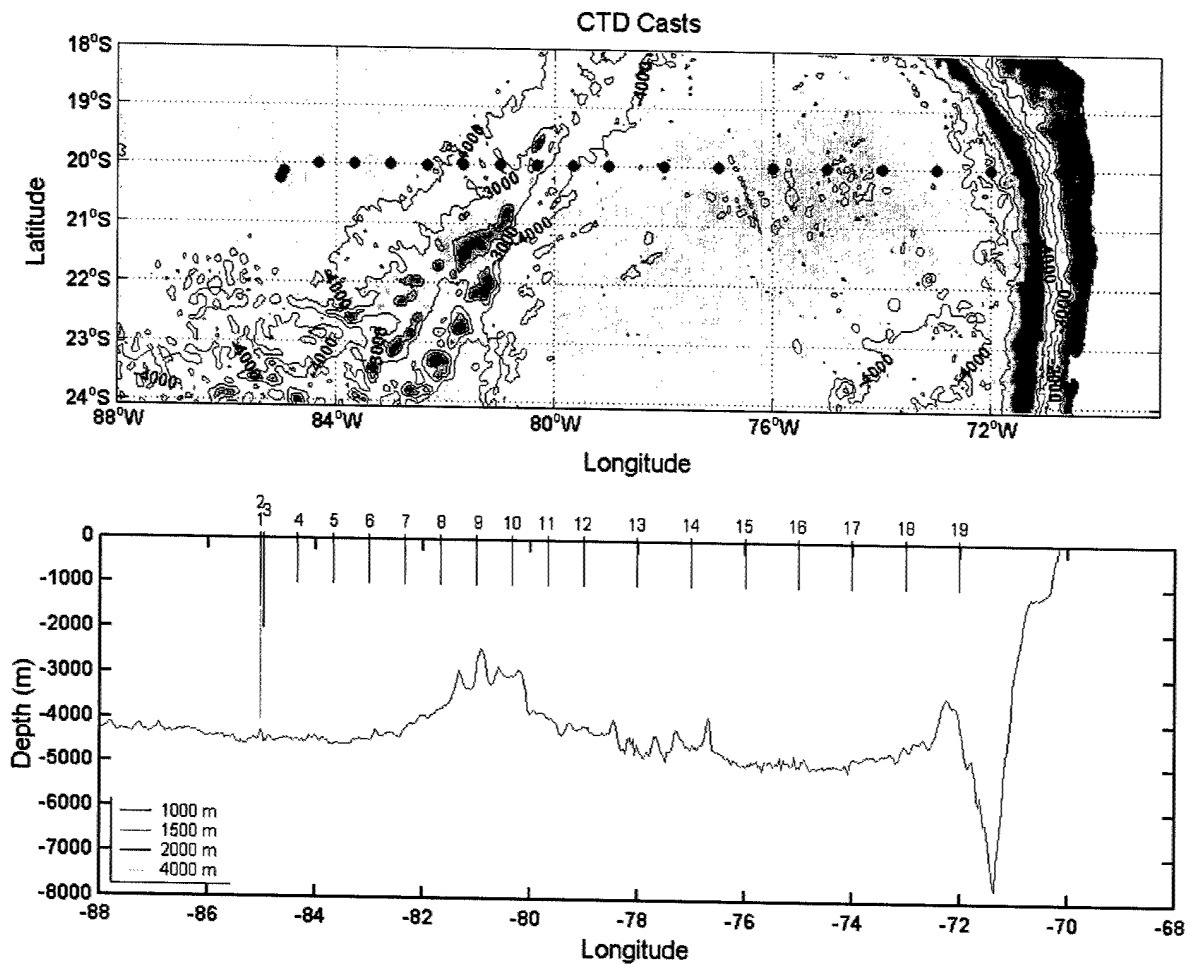 CTD Casts
18°S
19°S
20°S
21°S
22°S
23°S
24°S
Latitude
4000
4000
3000
3000
4000
4000
4000
4000
3000
4000
4000
3000
88°W
84°W
80°W
76°W
72°W
Longitude
2
1 3 4 5 6 7 8 9 10 11 12 13 14 15 16 17 18 19
0
-1000
-2000
-3000
-4000
-5000
-6000
-7000
-8000
Depth (m)
1000 m
1500 m
2000 m
4000 m
-88 -86 -84 -82 -80 -78 -76 -74 -72 -70 -68
Longitude